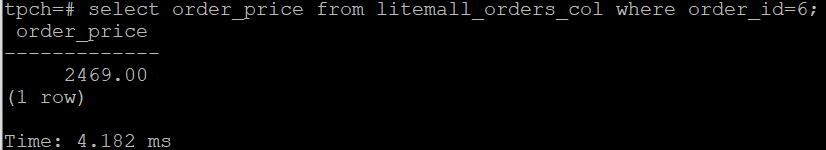 tpch=# select order_price from litemall_orders_col where order_id=6;
 order_price
-------------
     2469.00
(1 row)

Time: 4.182 ms